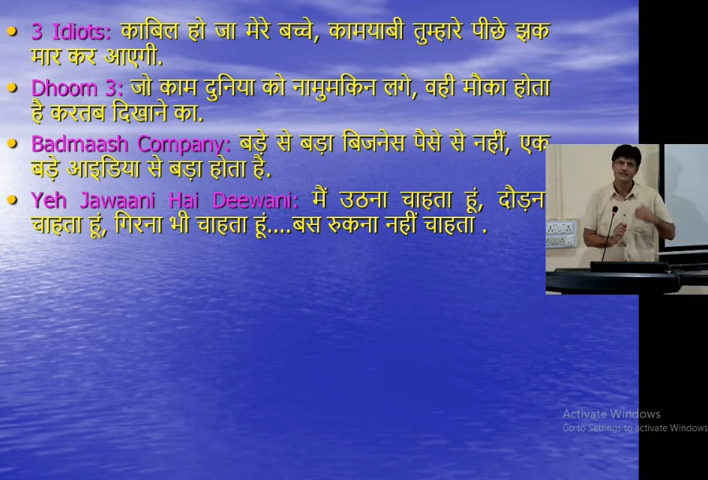 3 Idiots: काबिल हो जा मेरे बच्चे, कामयाबी तुम्हारे पीछे झक
मार कर आएगी.
Dhoom 3: जो काम दुनिया को नामुमकिन लगे, वही मौका होता
है करतब दिखाने का.
Badmaash Company: बड़े से बड़ा बिजनेस पैसे से नहीं, एक
बड़े आइडिया से बड़ा होता है.
Yeh Jawaani Hai Deewani: मैं उठना चाहता हूं, दौड़न
चाहता हूं, गिरना भी चाहता हूं....बस रुकना नहीं चाहता .
Activate Windows
Go to Settings to activate Windows